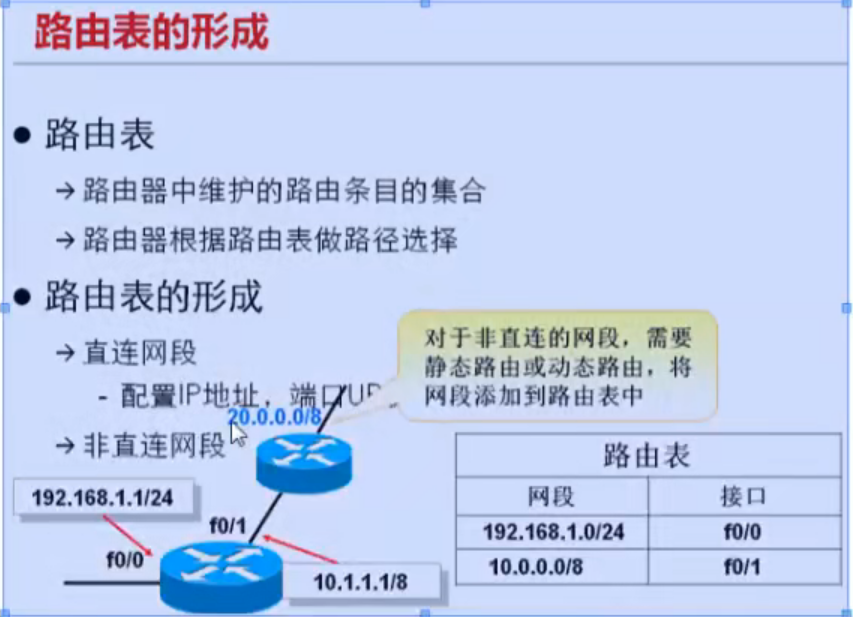 路由表的形成
● 路由表
→ 路由器中维护的路由条目的集合
→ 路由器根据路由表做路径选择
● 路由表的形成
→ 直连网段
- 配置IP地址，端口UP
→ 非直连网段
对于非直连的网段，需要
静态路由或动态路由，将
网段添加到路由表中
20.0.0.0/8
192.168.1.1/24
f0/1
f0/0
10.1.1.1/8
路由表
网段 接口
192.168.1.0/24 f0/0
10.0.0.0/8 f0/1